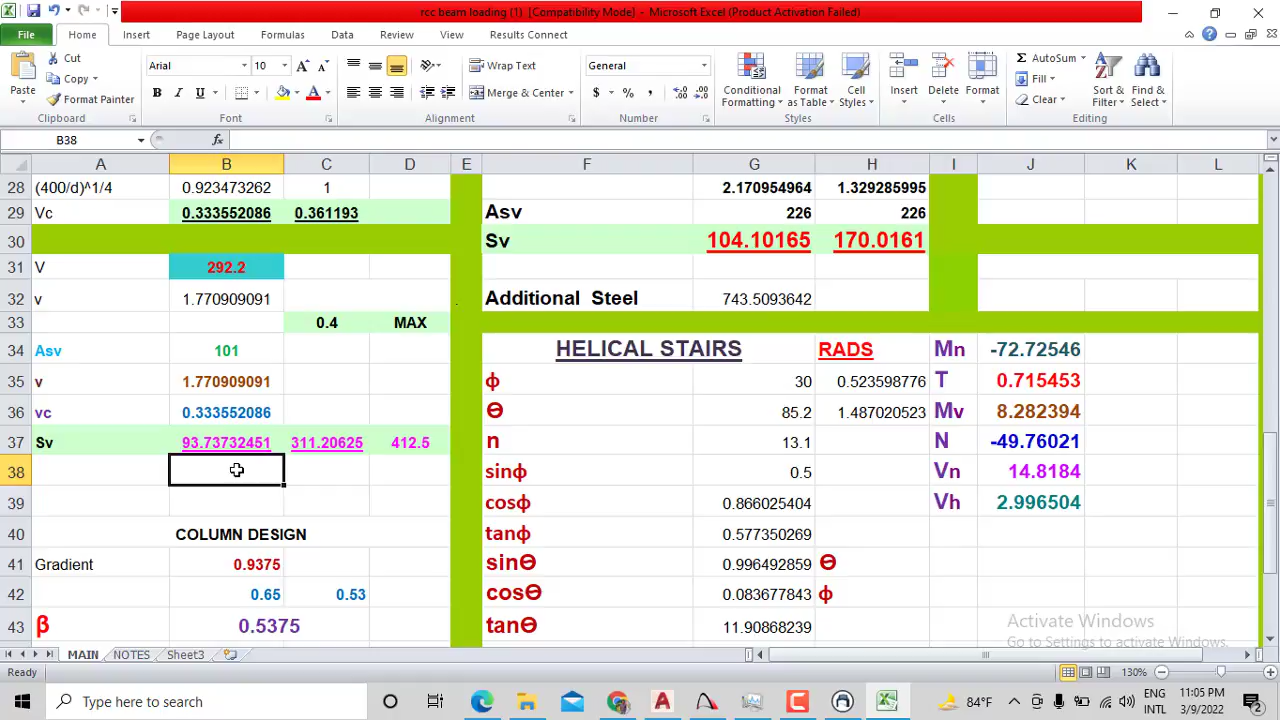 rcc beam loading (1)  [Compatibility Mode]  -  Microsoft Excel (Product Activation Failed)
File Home Insert Page Layout Formulas Data Review View Results Connect
Paste
Cut
Copy
Format Painter
Clipboard
Arial 10
B I U
Font
Wrap Text
Merge & Center
Alignment
General
$ % ,
Number
Conditional Formatting
Format as Table
Cell Styles
Styles
Insert
Delete
Format
Cells
Σ AutoSum
Fill
Clear
Sort & Filter
Find & Select
Editing
B38 fx
A B C D E F G H I J K L
28 (400/d)^1/4 0.923473262 1 2.170954964 1.329285995
29 Vc 0.333552086 0.361193 Asv 226 226
30 Sv 104.10165 170.0161
31 V 292.2
32 v 1.770909091 Additional Steel 743.5093642
33 0.4 MAX
34 Asv 101 HELICAL STAIRS RADS Mn -72.72546
35 v 1.770909091 ϕ 30 0.523598776 T 0.715453
36 vc 0.333552086 Ө 85.2 1.487020523 Mv 8.282394
37 Sv 93.73732451 311.20625 412.5 n 13.1 N -49.76021
38 sinϕ 0.5 Vn 14.8184
39 cosϕ 0.866025404 Vh 2.996504
40 COLUMN DESIGN tanϕ 0.577350269
41 Gradient 0.9375 sinӨ 0.996492859 Ө
42 0.65 0.53 cosӨ 0.083677843 ϕ
43 β 0.5375 tanӨ 11.90868239
Activate Windows
Go to Settings to activate Windows.
MAIN NOTES Sheet3
Ready 130%
Type here to search
84°F
ENG
INTL
11:05 PM
3/9/2022
2